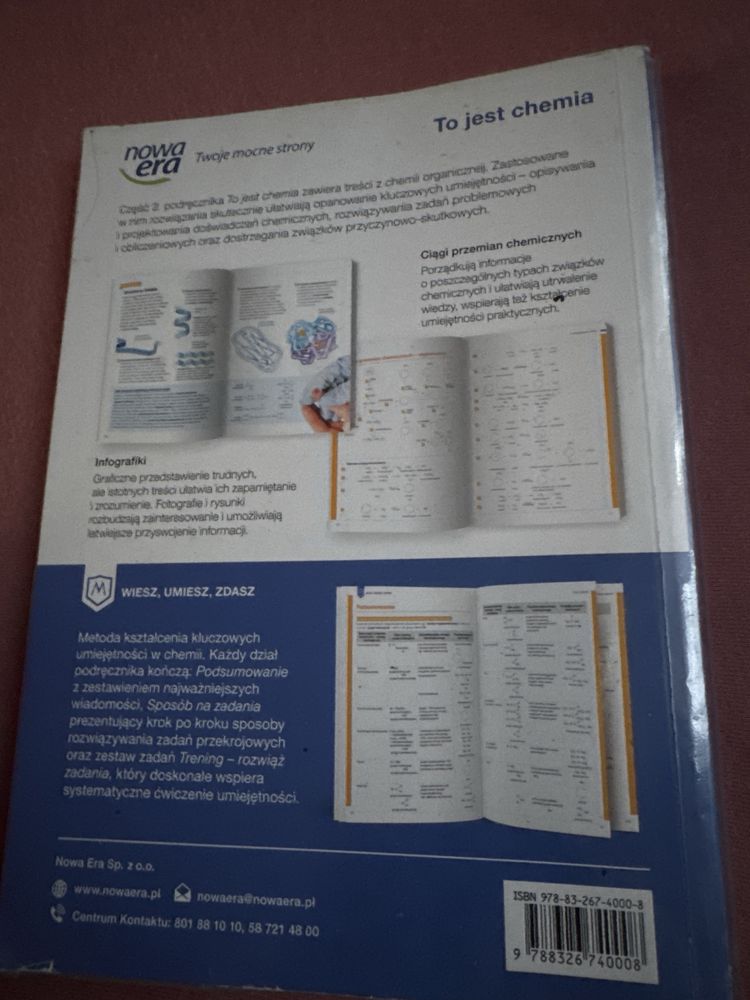 nowa
era
Twoje mocne strony
To jest chemia
Część 2. podręcznika To jest chemia zawiera treści z chemii organicznej. Zastosowane
w nim rozwiązania skutecznie ułatwiają opanowanie kluczowych umiejętności – opisywania
i projektowania doświadczeń chemicznych, rozwiązywania zadań problemowych
i obliczeniowych oraz dostrzegania związków przyczynowo-skutkowych.
Ciągi przemian chemicznych
Porządkują informacje
o poszczególnych typach związków
chemicznych i ułatwiają utrwalenie
wiedzy, wspierają też kształcenie
umiejętności praktycznych.
Infografiki
Graficzne przedstawienie trudnych,
ale istotnych treści ułatwia ich zapamiętanie
i zrozumienie. Fotografie i rysunki
rozbudzają zainteresowanie i umożliwiają
łatwiejsze przyswojenie informacji.
M
WIESZ, UMIESZ, ZDASZ
Metoda kształcenia kluczowych
umiejętności w chemii. Każdy dział
podręcznika kończą: Podsumowanie
z zestawieniem najważniejszych
wiadomości, Sposób na zadania
prezentujący krok po kroku sposoby
rozwiązywania zadań przekrojowych
oraz zestaw zadań Trening – rozwiąż
zadania, który doskonale wspiera
systematyczne ćwiczenie umiejętności.
Podsumowanie
Nowa Era Sp. z o.o.
www.nowaera.pl nowaera@nowaera.pl
Centrum Kontaktu: 801 88 10 10, 58 721 48 00
ISBN 978-83-267-4000-8
9 788326 740008